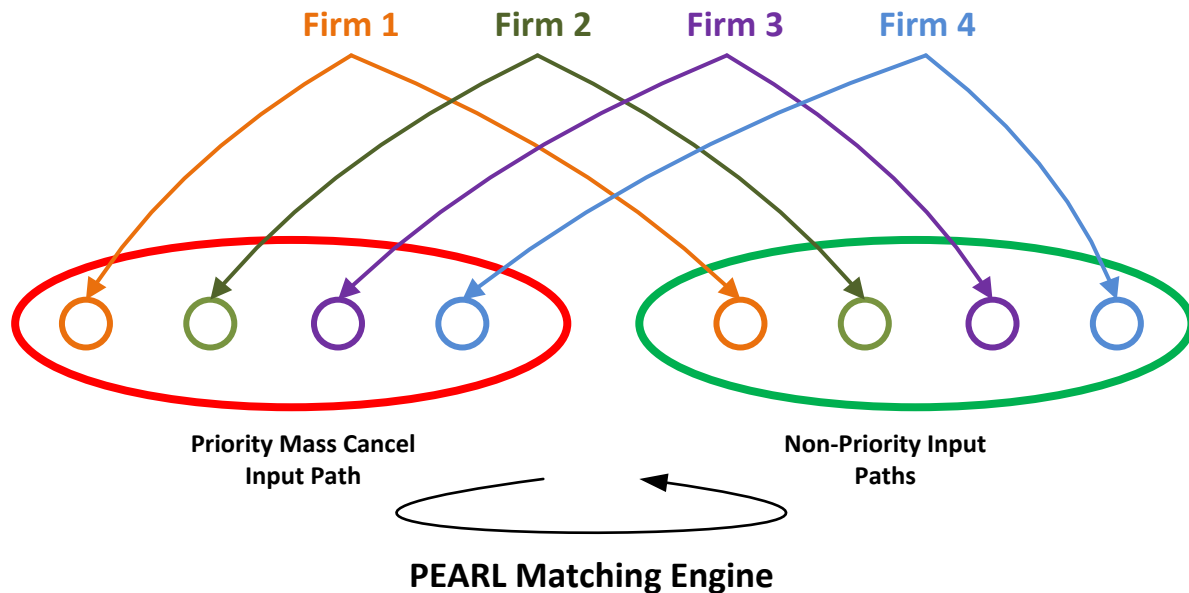 Firm 1
Firm 2
Firm 3
Firm 4
Priority Mass Cancel
Input Path
Non-Priority Input
Paths
PEARL Matching Engine